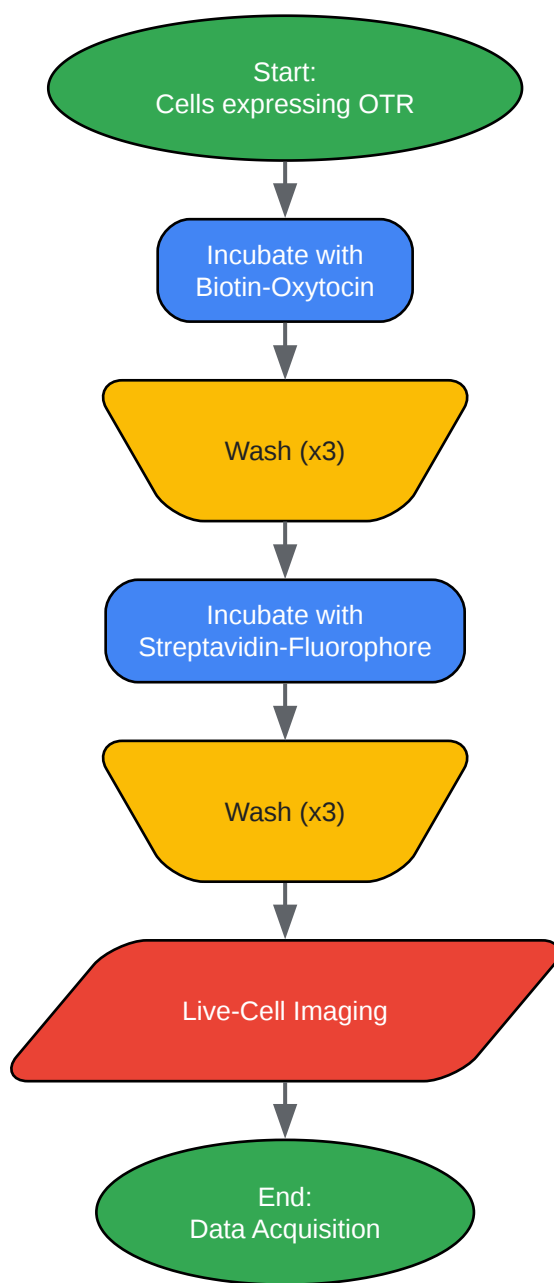 Start:
Cells expressing OTR
Incubate with
Biotin-Oxytocin
Wash (x3)
Incubate with
Streptavidin-Fluorophore
Wash (x3)
Live-Cell Imaging
End:
Data Acquisition